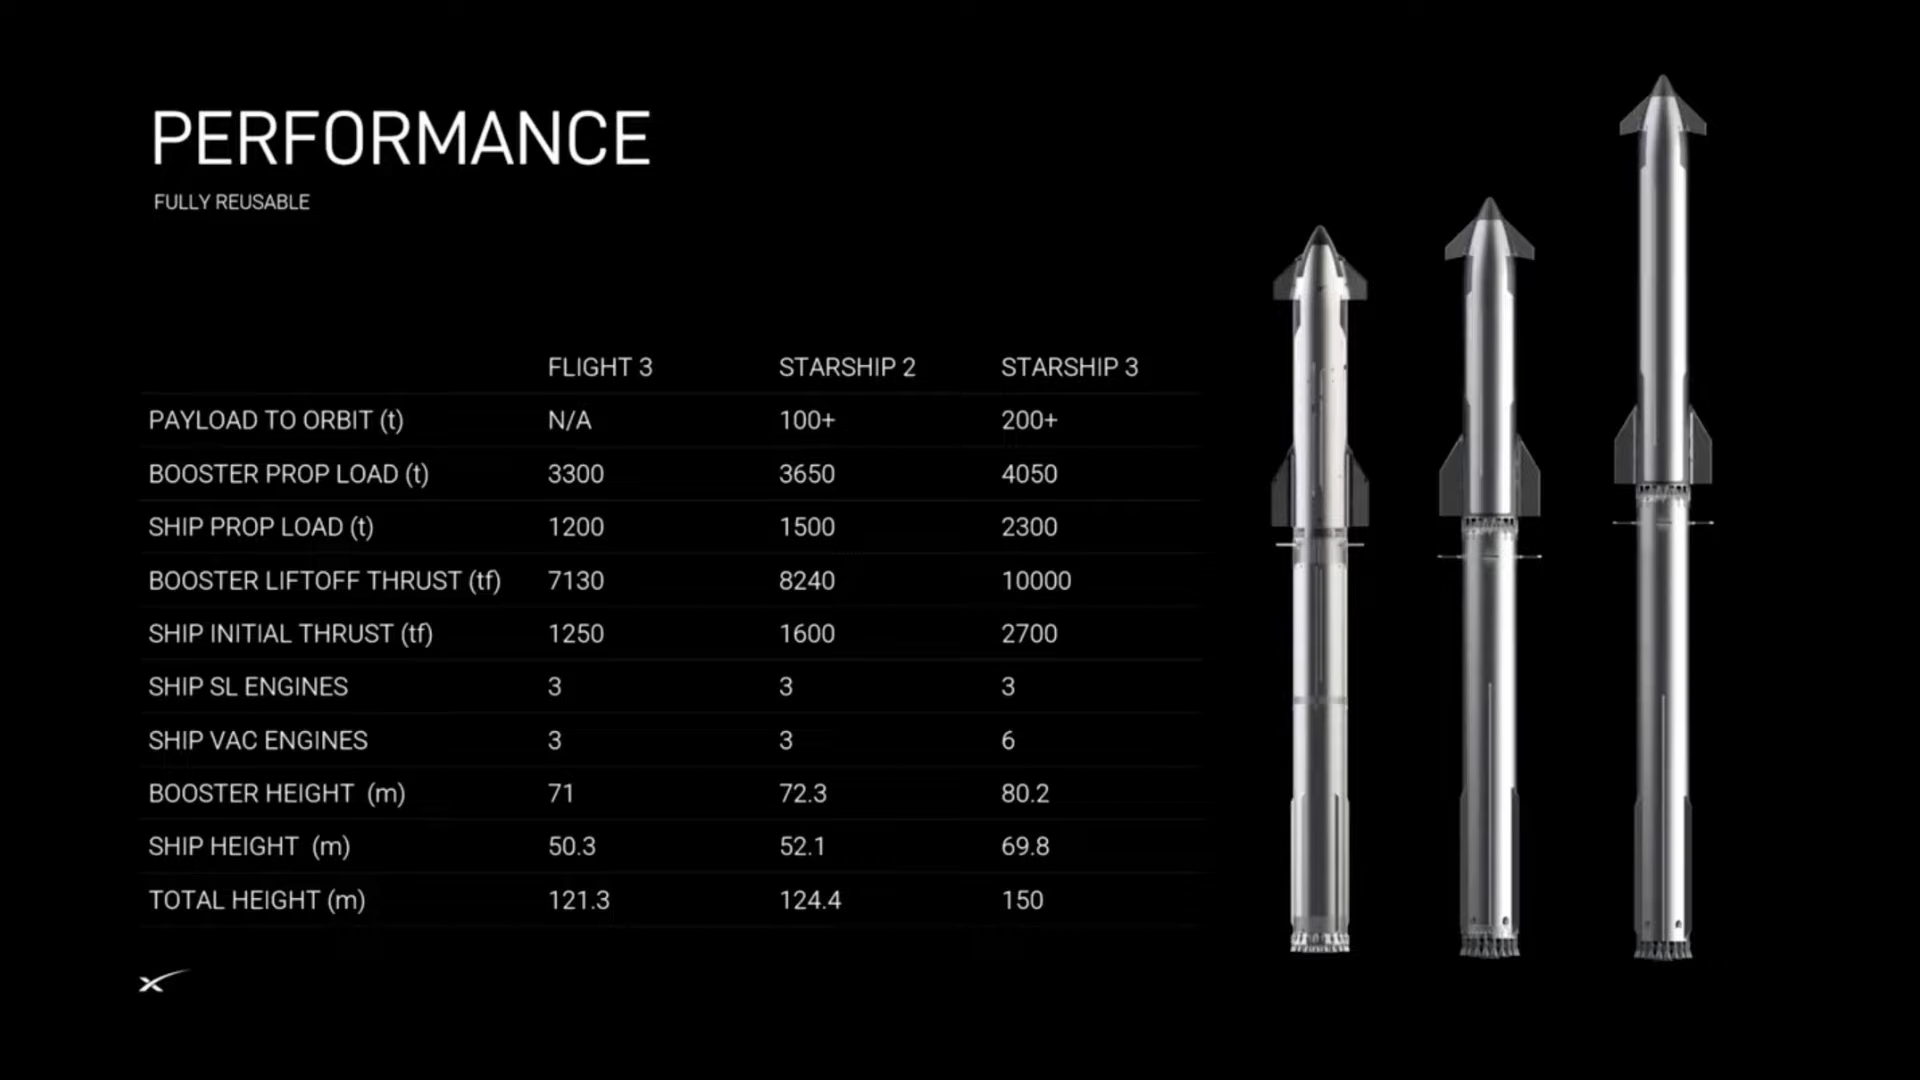 PERFORMANCE
FULLY REUSABLE
FLIGHT 3 STARSHIP 2 STARSHIP 3
PAYLOAD TO ORBIT (t) N/A 100+ 200+
BOOSTER PROP LOAD (t) 3300 3650 4050
SHIP PROP LOAD (t) 1200 1500 2300
BOOSTER LIFTOFF THRUST (tf) 7130 8240 10000
SHIP INITIAL THRUST (tf) 1250 1600 2700
SHIP SL ENGINES 3 3 3
SHIP VAC ENGINES 3 3 6
BOOSTER HEIGHT (m) 71 72.3 80.2
SHIP HEIGHT (m) 50.3 52.1 69.8
TOTAL HEIGHT (m) 121.3 124.4 150